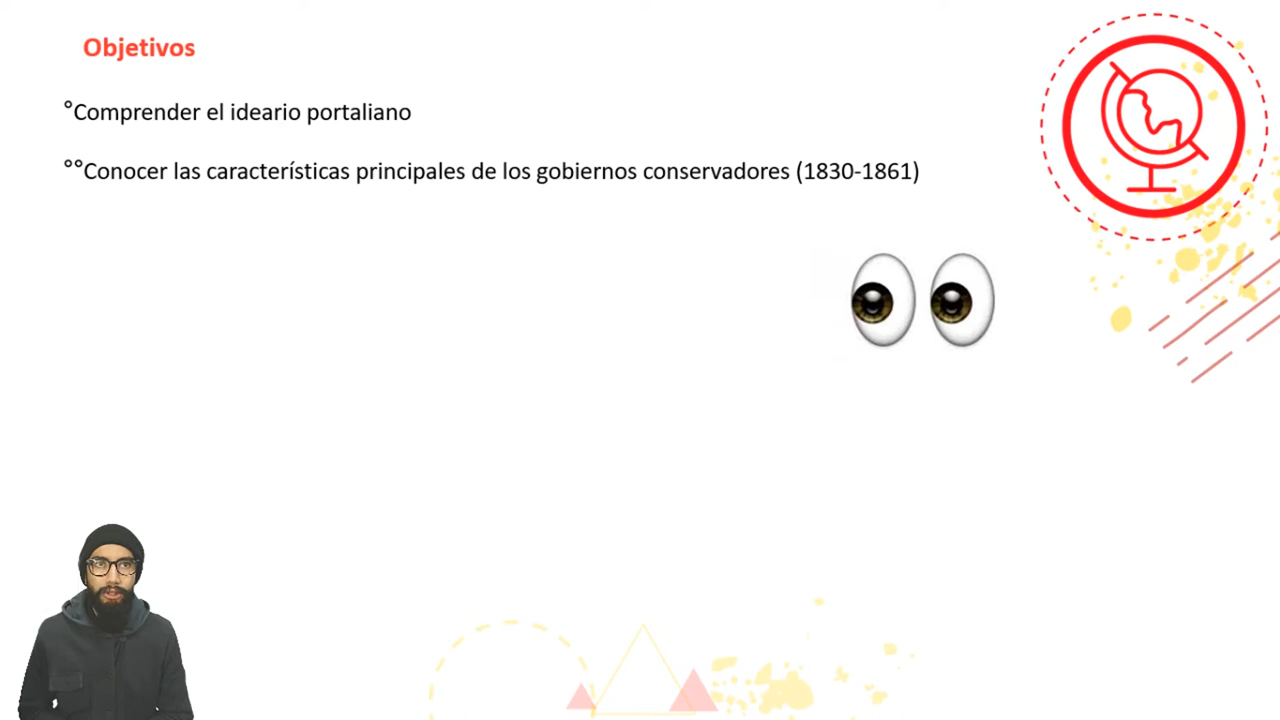 Objetivos
°Comprender el ideario portaliano
°°Conocer las características principales de los gobiernos conservadores (1830-1861)